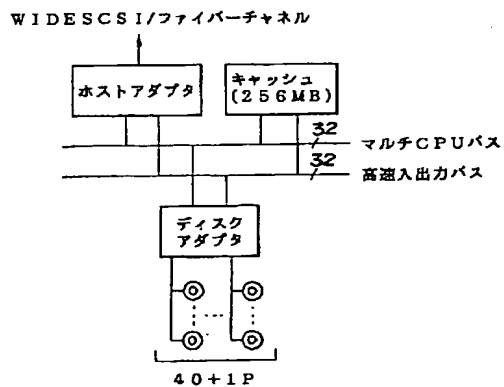 WIDESCSI/ファイバーチャネル
ホストアダプタ
キャッシュ
(256MB)
32
マルチCPUバス
32
高速入出力バス
ディスク
アダプタ
40+1P